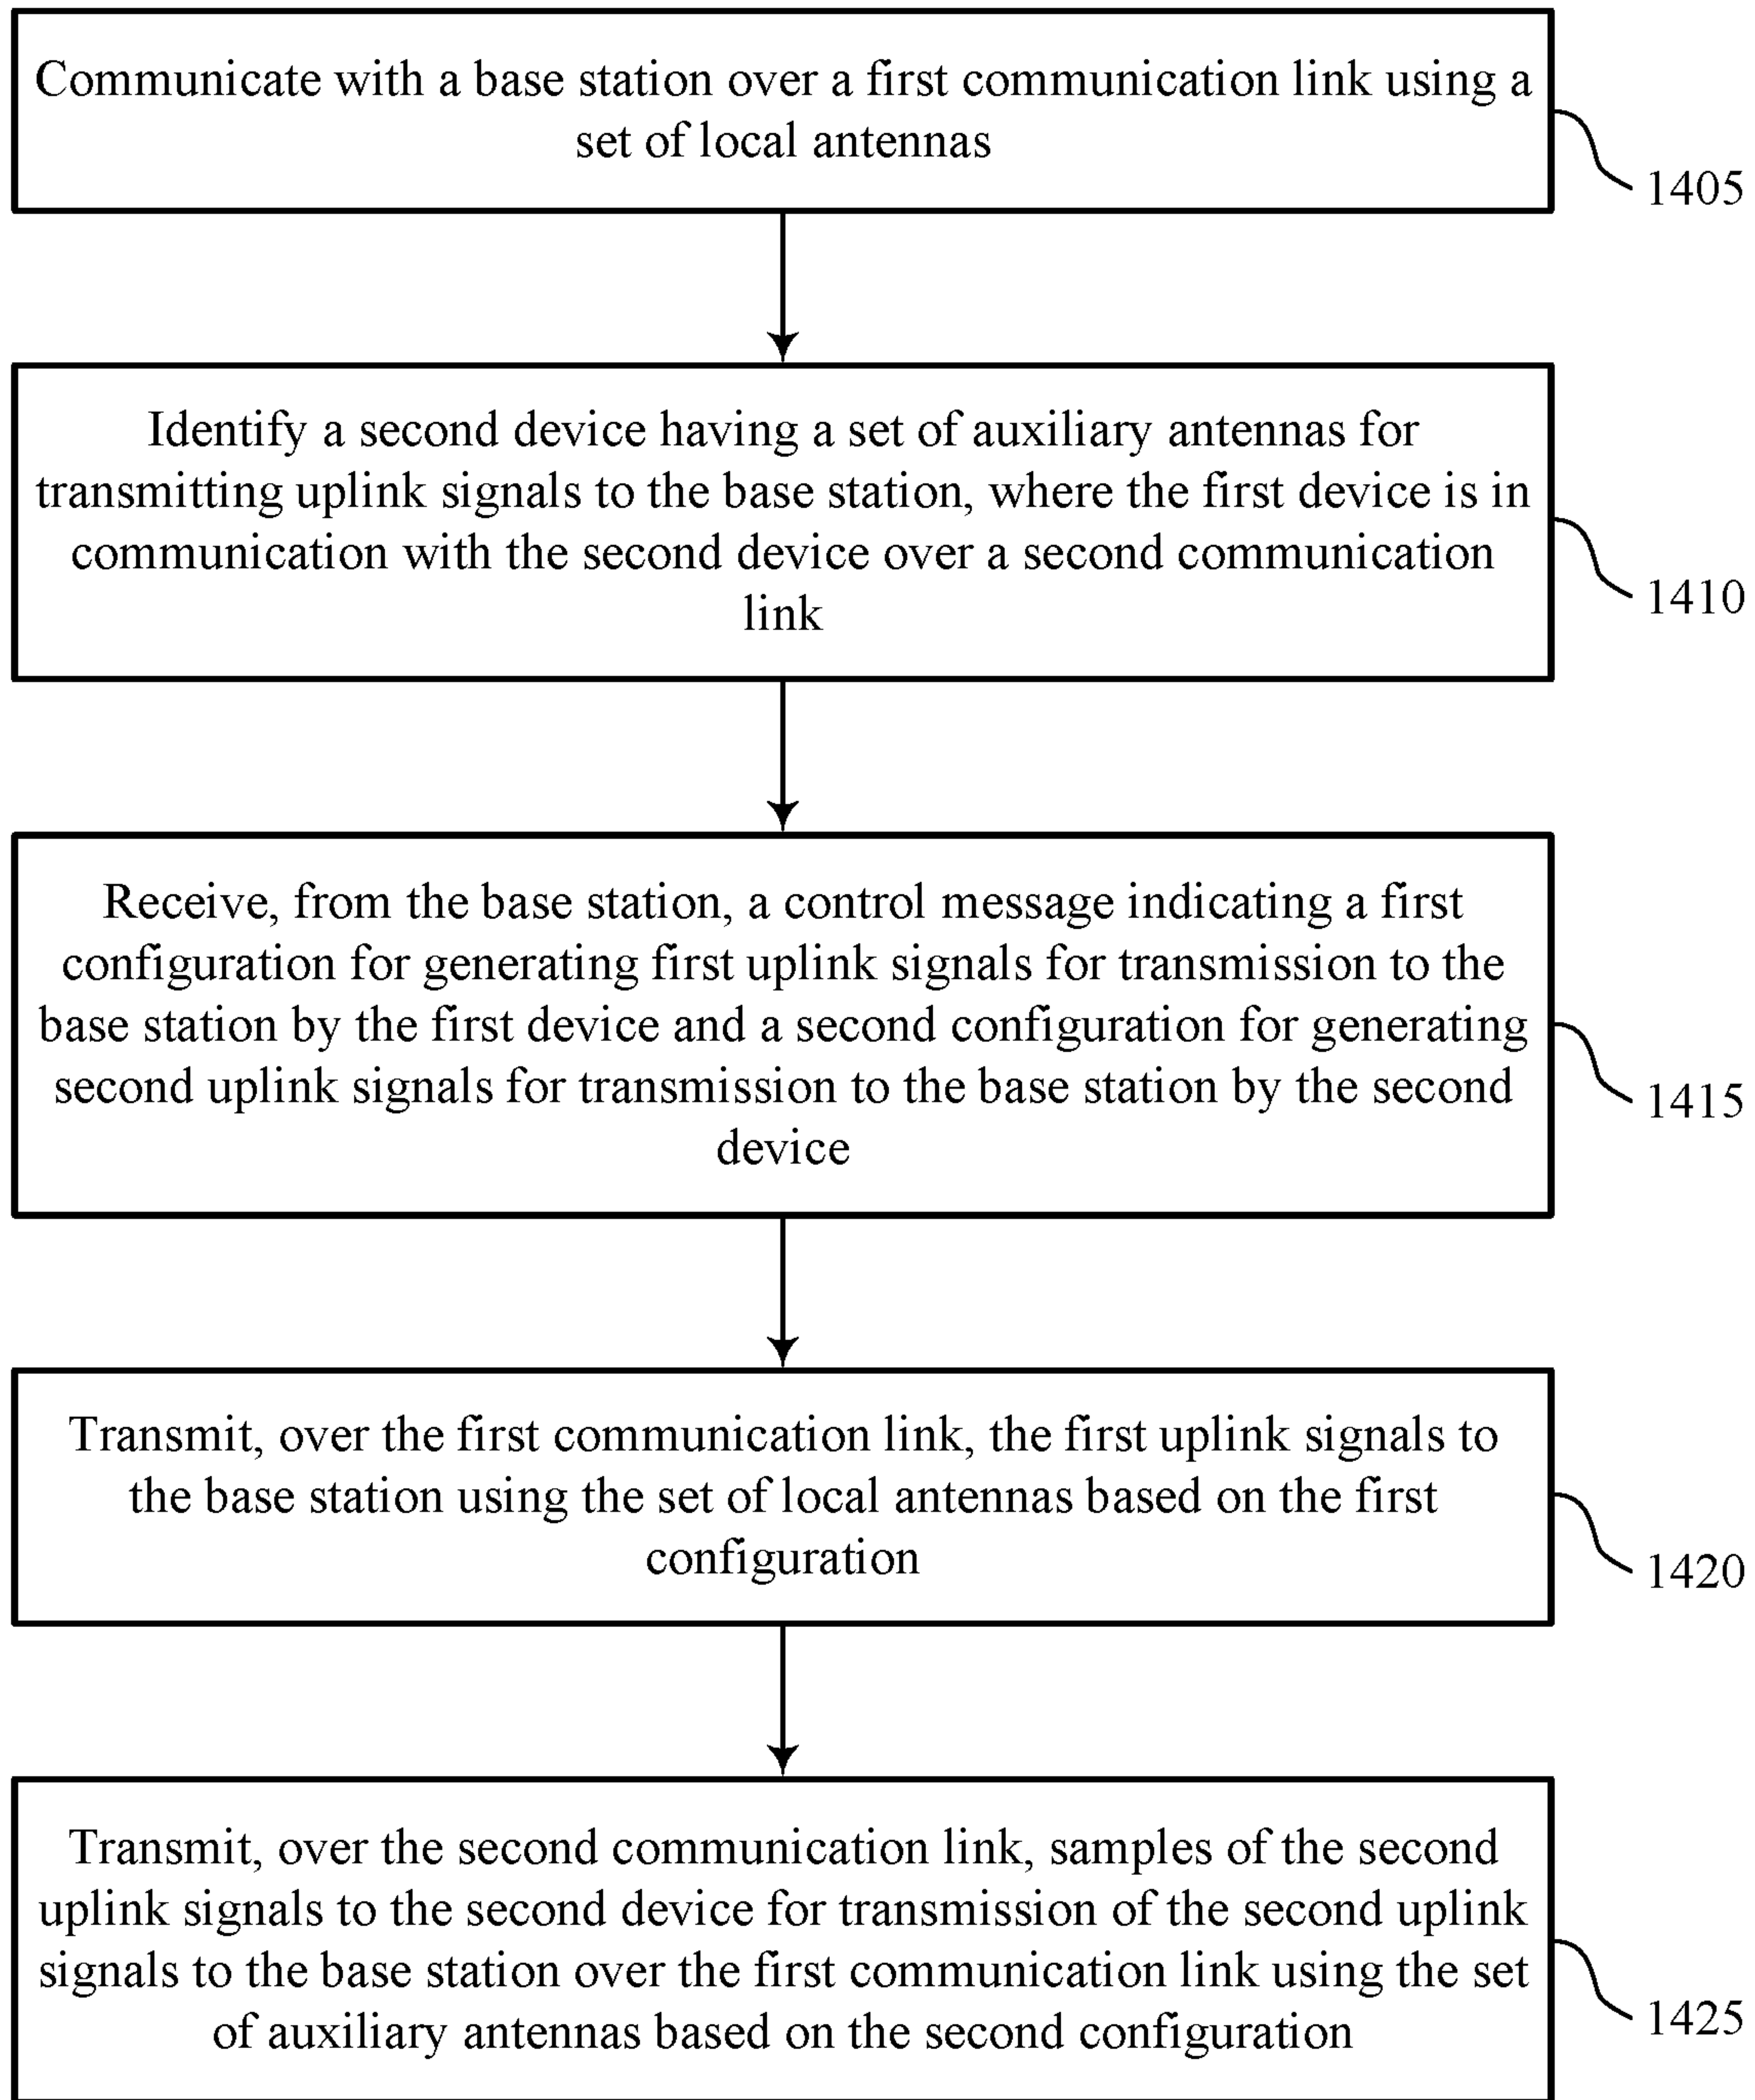 Communicate with a base station over a first communication link using a
set of local antennas
1405
Identify a second device having a set of auxiliary antennas for
transmitting uplink signals to the base station, where the first device is in
communication with the second device over a second communication
link
1410
Receive, from the base station, a control message indicating a first
configuration for generating first uplink signals for transmission to the
base station by the first device and a second configuration for generating
second uplink signals for transmission to the base station by the second
device
1415
Transmit, over the first communication link, the first uplink signals to
the base station using the set of local antennas based on the first
configuration
1420
Transmit, over the second communication link, samples of the second
uplink signals to the second device for transmission of the second uplink
signals to the base station over the first communication link using the set
of auxiliary antennas based on the second configuration
1425